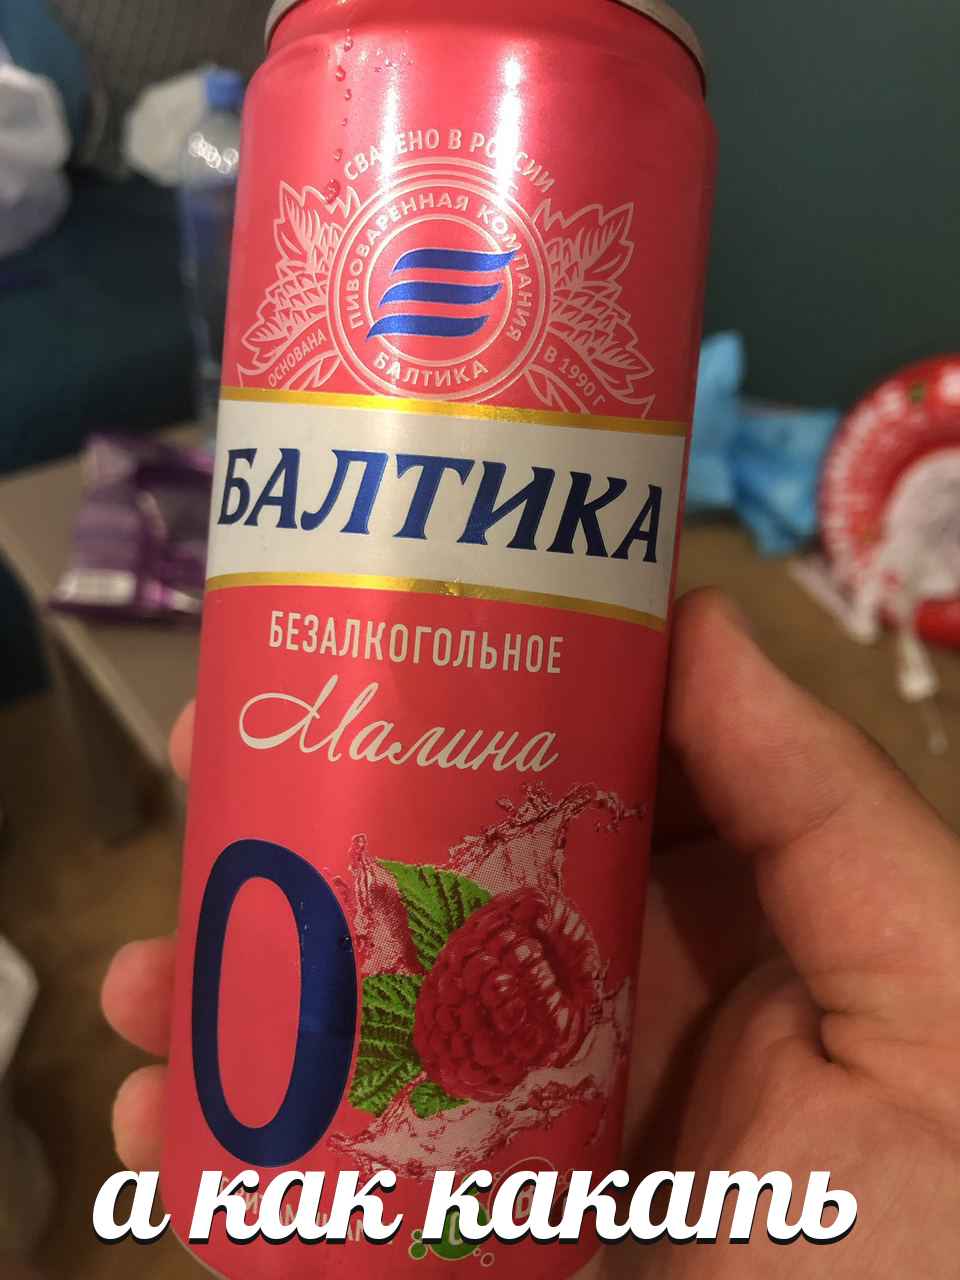 СВАРЕНО В РОССИИ
ПИВОВАРЕННАЯ КОМПАНИЯ
БАЛТИКА
ОСНОВАНА
В 1990 Г.
БАЛТИКА
БЕЗАЛКОГОЛЬНОЕ
Малина
0
а как какать